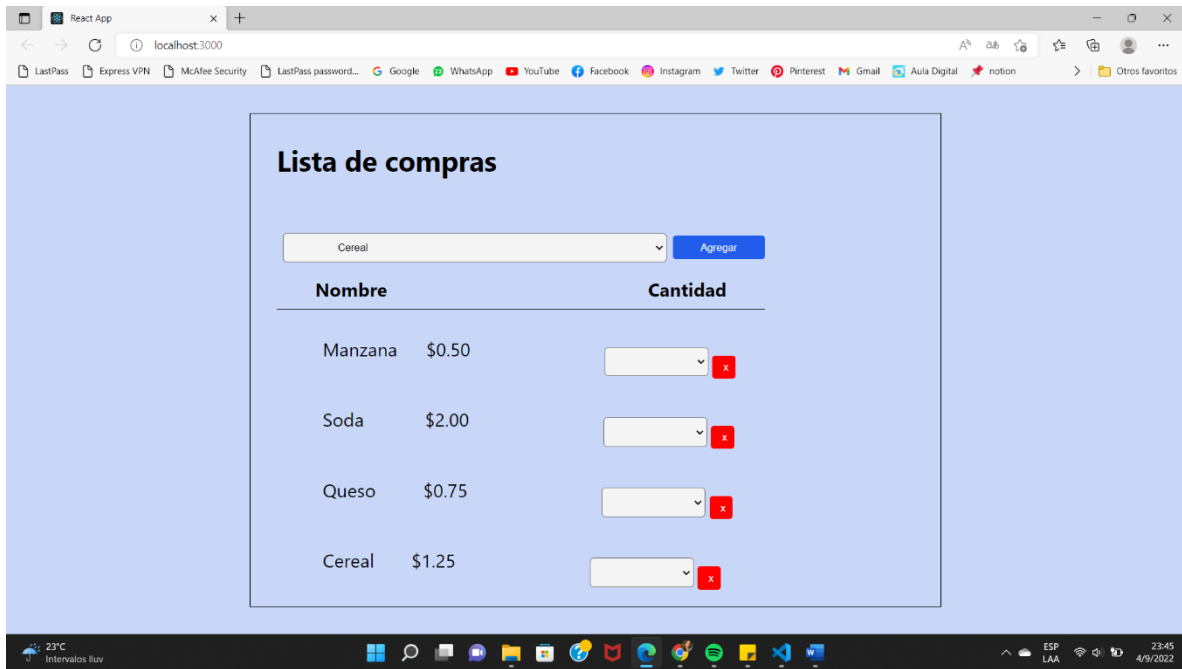 React App
localhost:3000
LastPass Express VPN McAfee Security LastPass password... Google WhatsApp YouTube Facebook Instagram Twitter Pinterest Gmail Aula Digital notion Otros favoritos
Lista de compras
Cereal Agregar
Nombre Cantidad
Manzana $0.50 x
Soda $2.00 x
Queso $0.75 x
Cereal $1.25 x
23°C
Intervalos lluv
ESP
LAA
23:45
4/9/2022